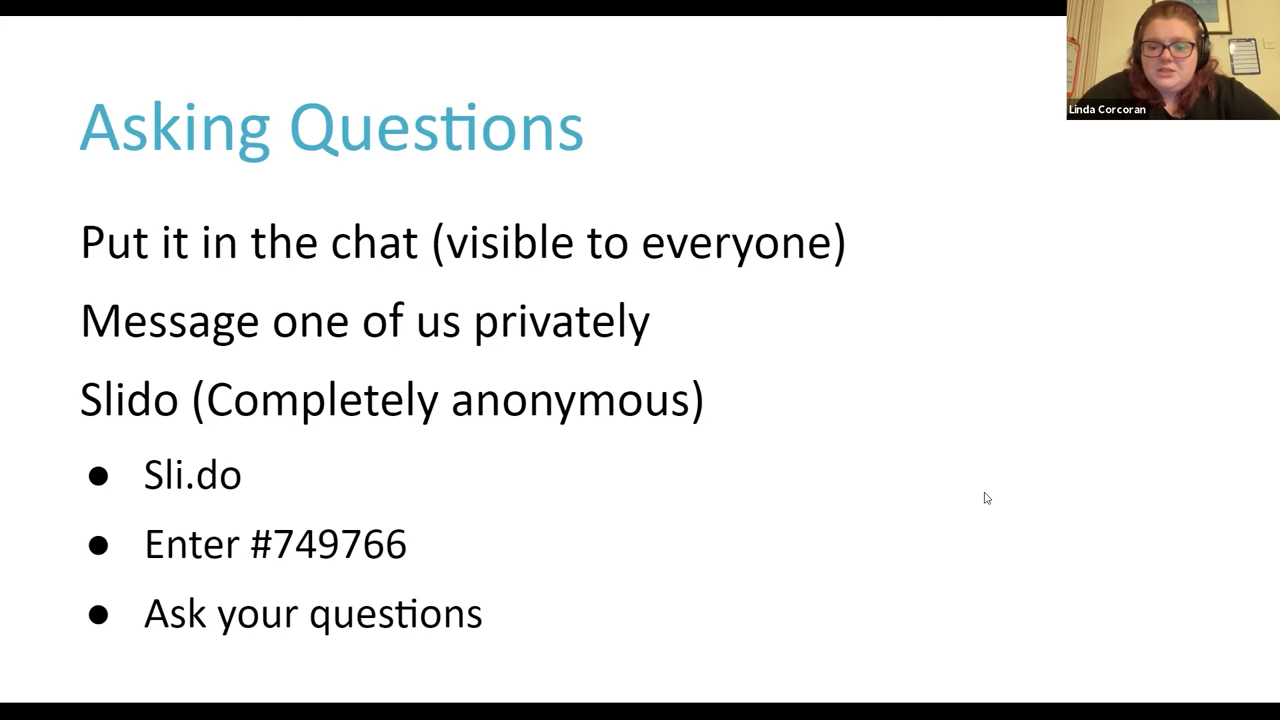 Asking Questions
Put it in the chat (visible to everyone)
Message one of us privately
Slido (Completely anonymous)
● Sli.do
● Enter #749766
● Ask your questions
Linda Corcoran